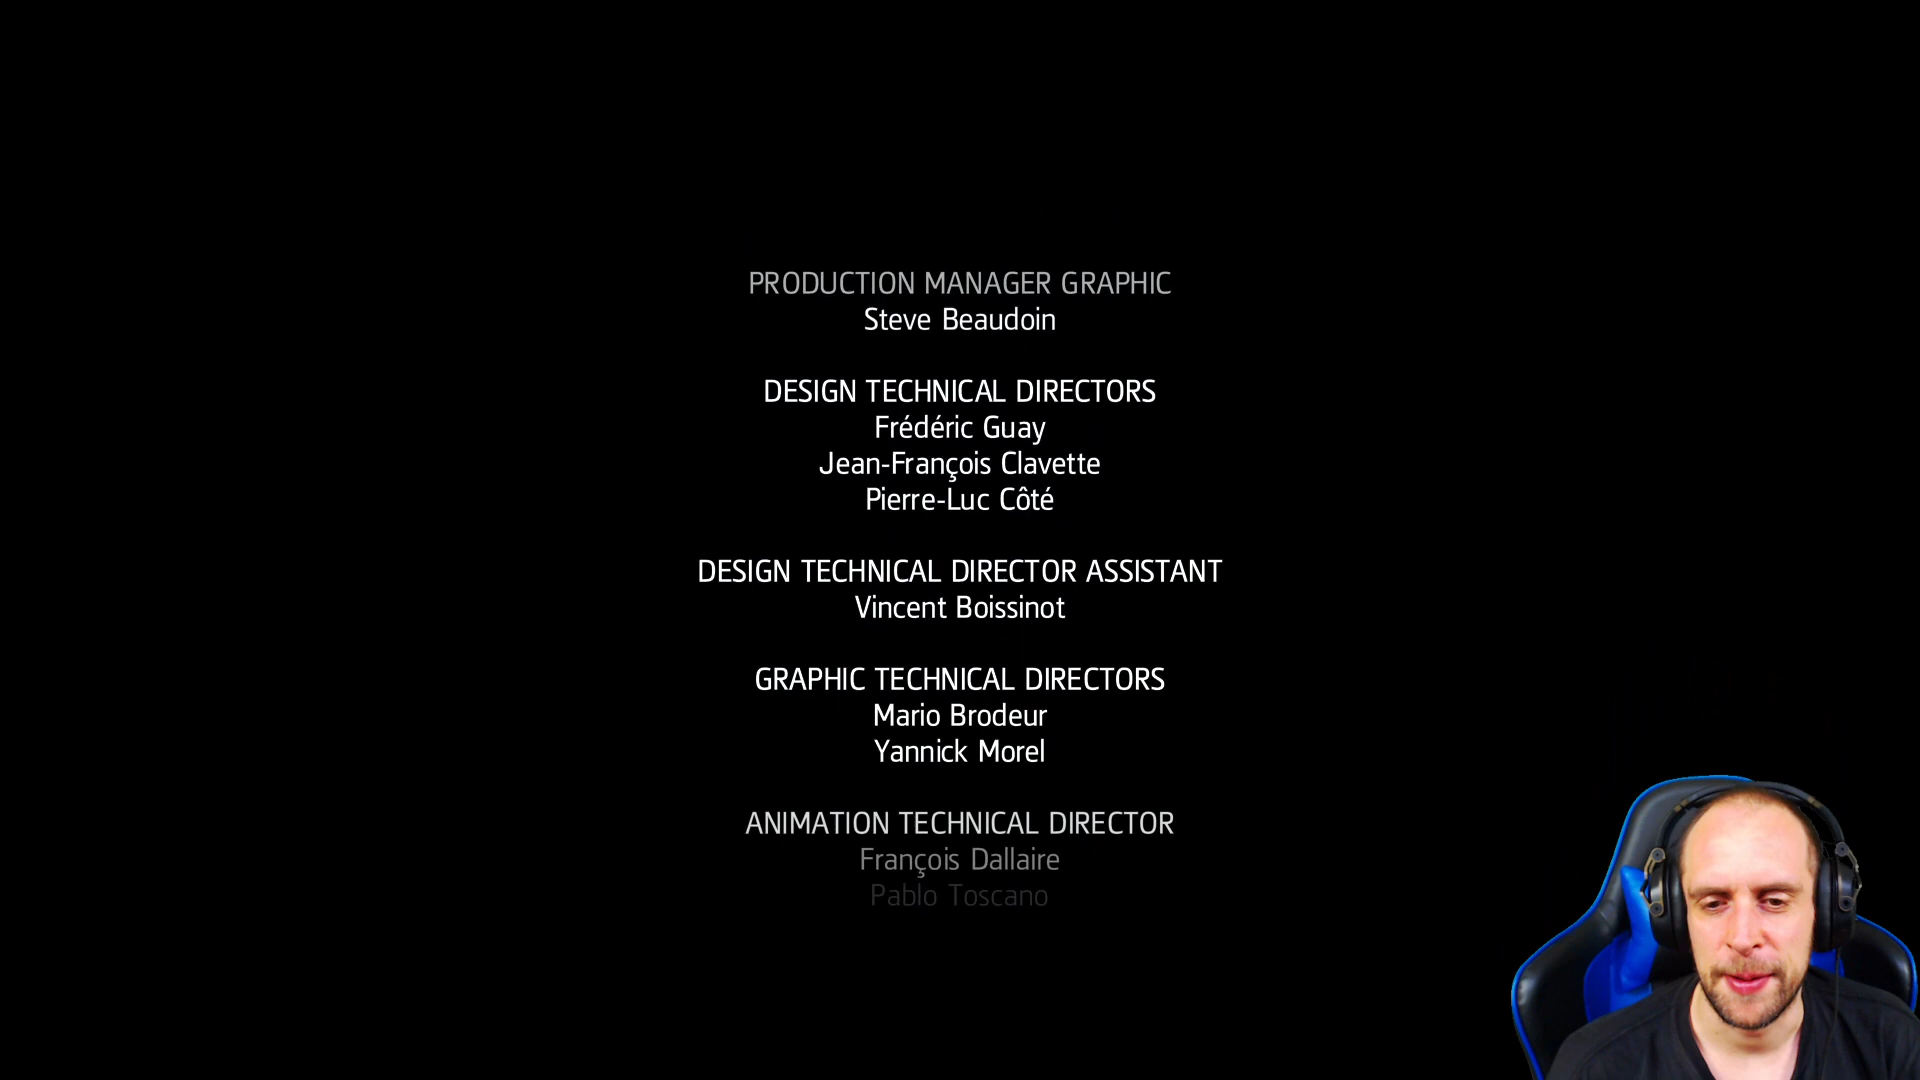 PRODUCTION MANAGER GRAPHIC
Steve Beaudoin
DESIGN TECHNICAL DIRECTORS
Frédéric Guay
Jean-François Clavette
Pierre-Luc Côté
DESIGN TECHNICAL DIRECTOR ASSISTANT
Vincent Boissinot
GRAPHIC TECHNICAL DIRECTORS
Mario Brodeur
Yannick Morel
ANIMATION TECHNICAL DIRECTOR
François Dallaire
Pablo Toscano